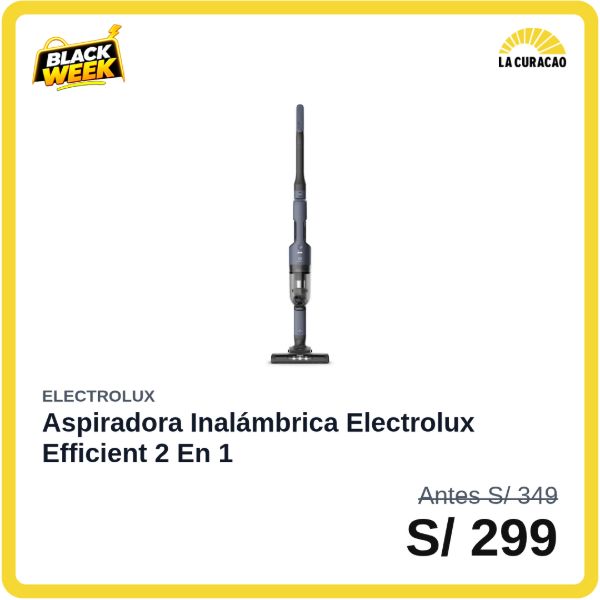 BLACK
WEEK
LA CURACAO
ELECTROLUX
Aspiradora Inalámbrica Electrolux
Efficient 2 En 1
Antes S/ 349
S/ 299